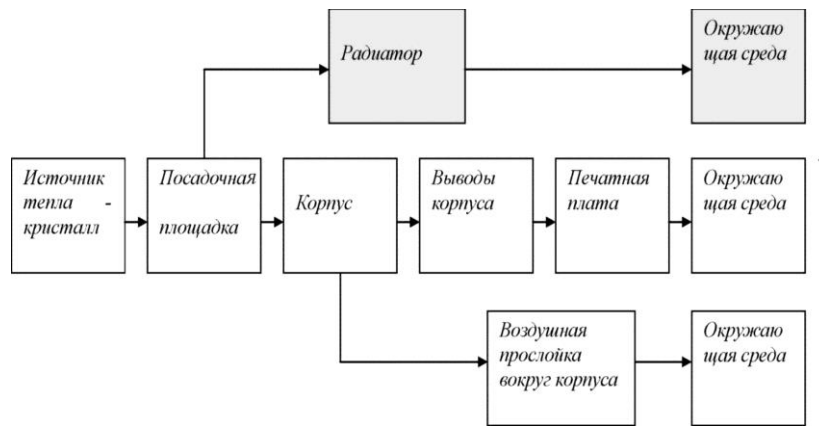 Радиатор
Окружаю
щая среда
Источник
тепла -
кристалл
Посадочная
площадка
Корпус
Выводы
корпуса
Печатная
плата
Окружаю
щая среда
Воздушная
прослойка
вокруг корпуса
Окружаю
щая среда